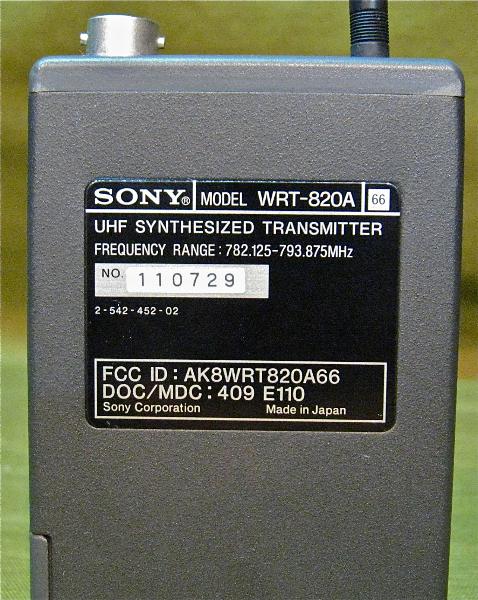 SONY® MODEL WRT-820A 66
UHF SYNTHESIZED TRANSMITTER
FREQUENCY RANGE : 782.125-793.875MHz
NO. 110729
2-542-452-02
FCC ID : AK8WRT820A66
DOC/MDC : 409 E110
Sony Corporation Made in Japan